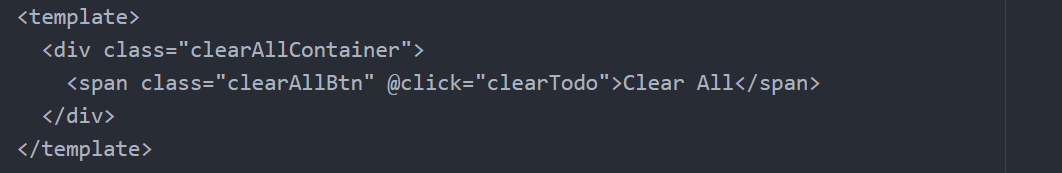 <template>
  <div class="clearAllContainer">
    <span class="clearAllBtn" @click="clearTodo">Clear All</span>
  </div>
</template>